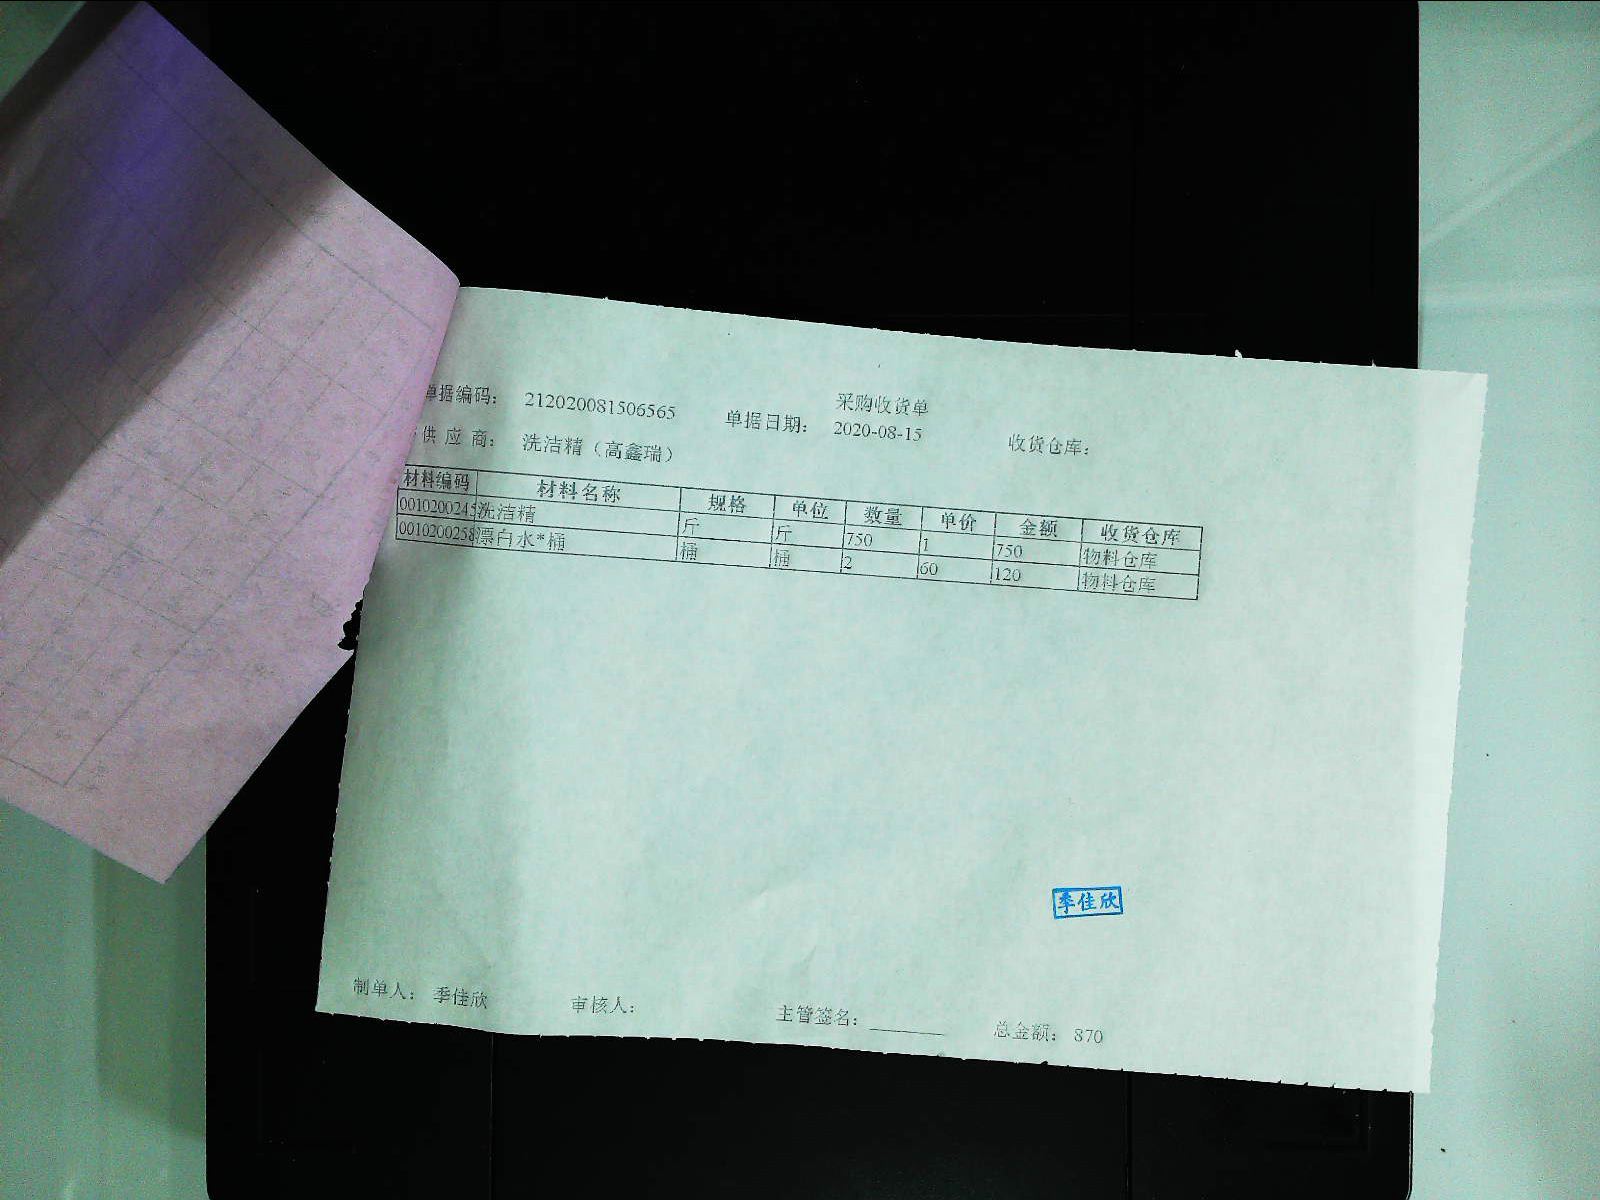 采购收货单
单据编码： 212020081506565 单据日期： 2020-08-15 收货仓库：
供 应 商： 洗洁精（高鑫瑞）
材料编码 材料名称 规格 单位 数量 单价 金额 收货仓库
0010200245 洗洁精 斤 斤 750 1 750 物料仓库
0010200258 漂白水*桶 桶 桶 2 60 120 物料仓库
季佳欣
制单人： 季佳欣 审核人： 主管签名：________ 总金额： 870